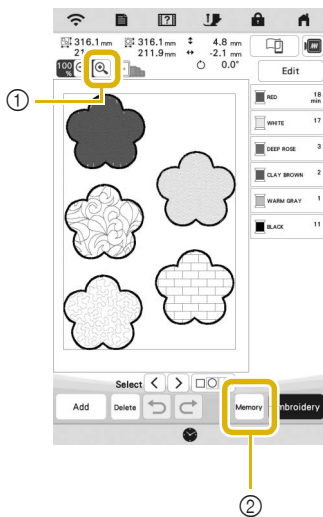 316.1 mm 316.1 mm 4.8 mm
211.9 mm -2.1 mm
100 % 0.0°
Edit
①
RED 18 min
WHITE 17
DEEP ROSE 3
CLAY BROWN 2
WARM GRAY 1
BLACK 11
Select < >
Add Delete Memory mbroidery
②